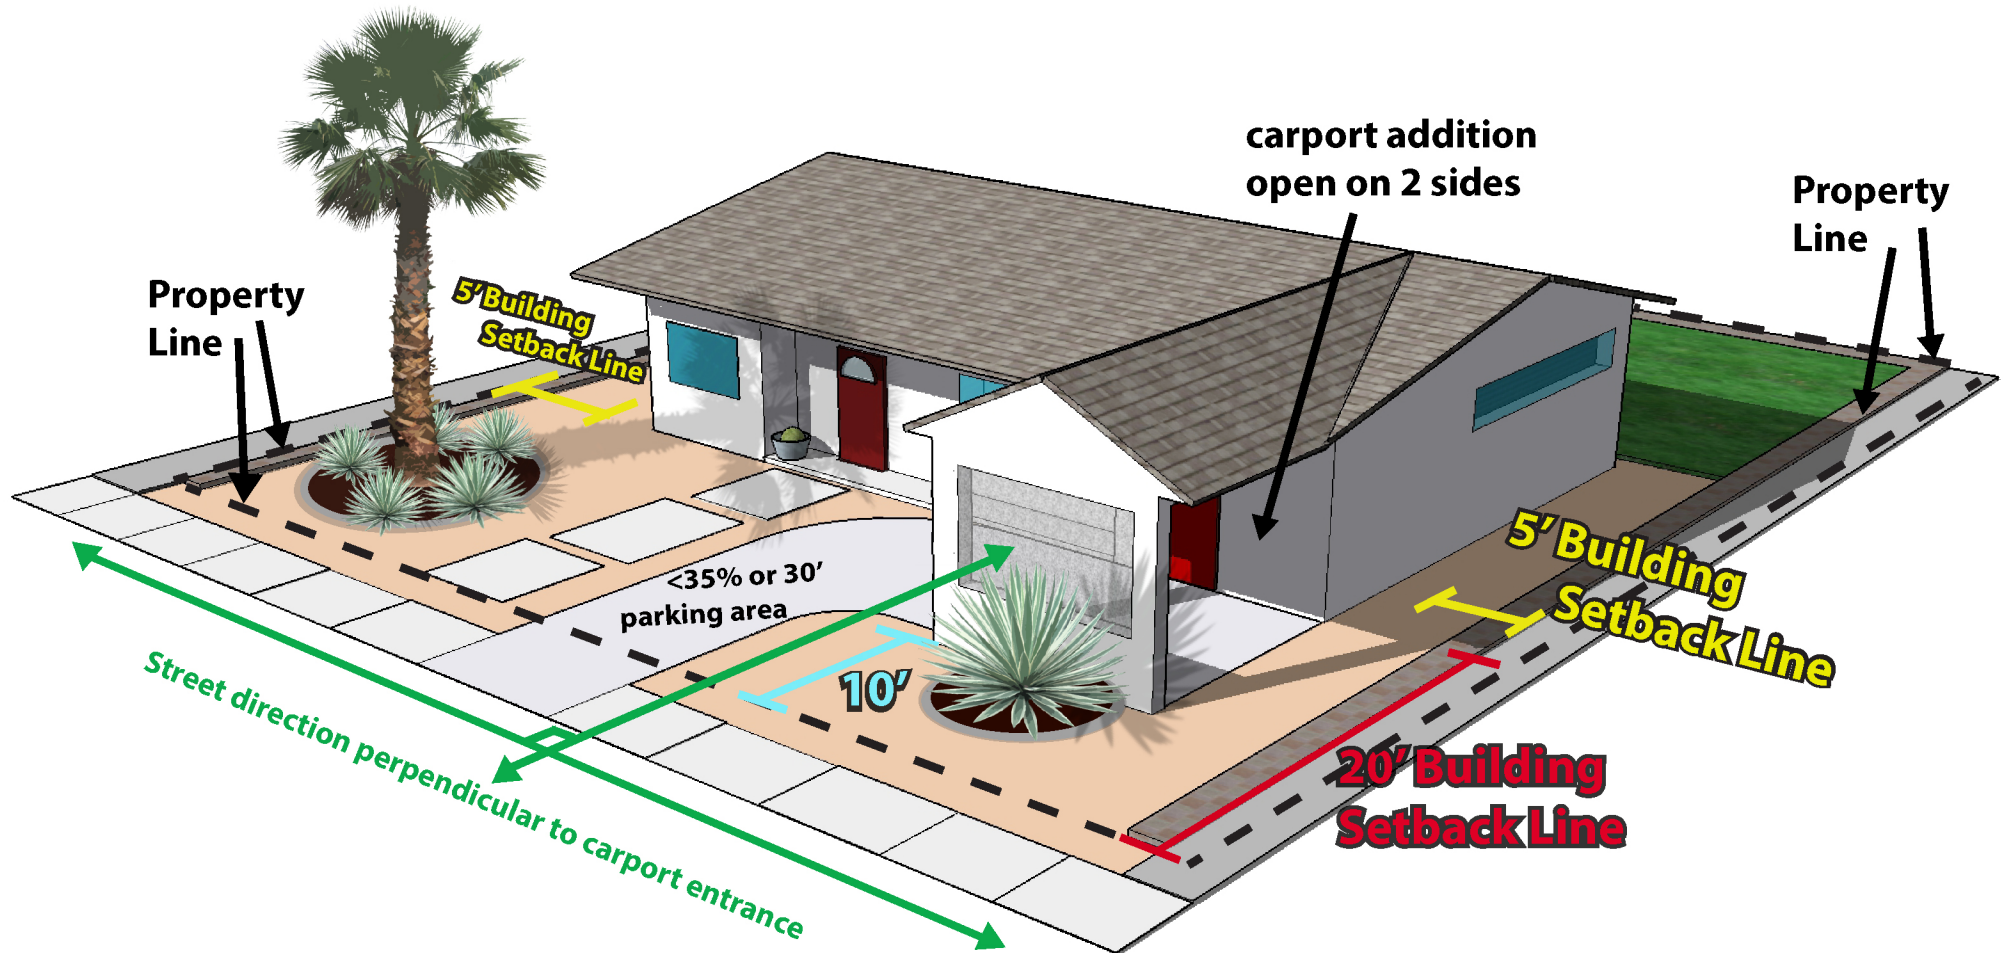 carport addition
open on 2 sides
Property
Line
Property
Line
5' Building
Setback Line
<35% or 30'
parking area
10'
5' Building
Setback Line
20' Building
Setback Line
Street direction perpendicular to carport entrance